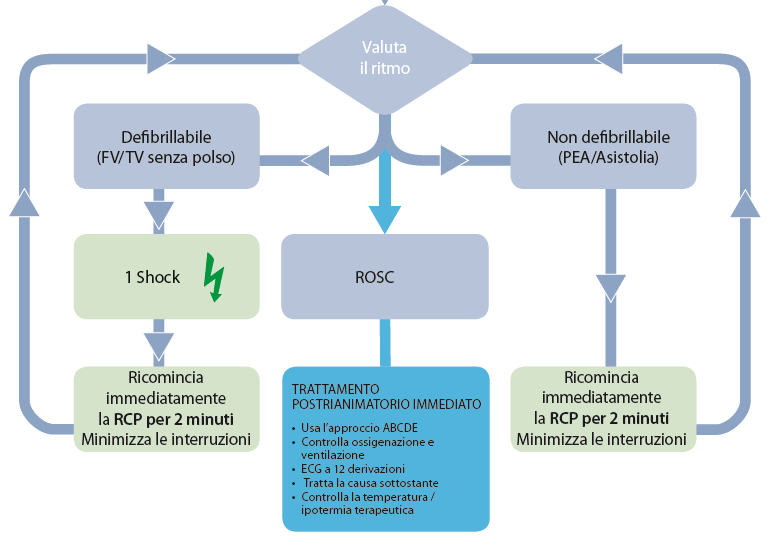 Valuta
il ritmo
Defibrillabile
(FV/TV senza polso)
Non defibrillabile
(PEA/Asistolia)
1 Shock
ROSC
Ricomincia
immediatamente
la RCP per 2 minuti
Minimizza le interruzioni
TRATTAMENTO
POSTRIANIMATORIO IMMEDIATO
• Usa l'approccio ABCDE
• Controlla ossigenazione e
ventilazione
• ECG a 12 derivazioni
• Tratta la causa sottostante
• Controlla la temperatura /
ipotermia terapeutica
Ricomincia
immediatamente
la RCP per 2 minuti
Minimizza le interruzioni